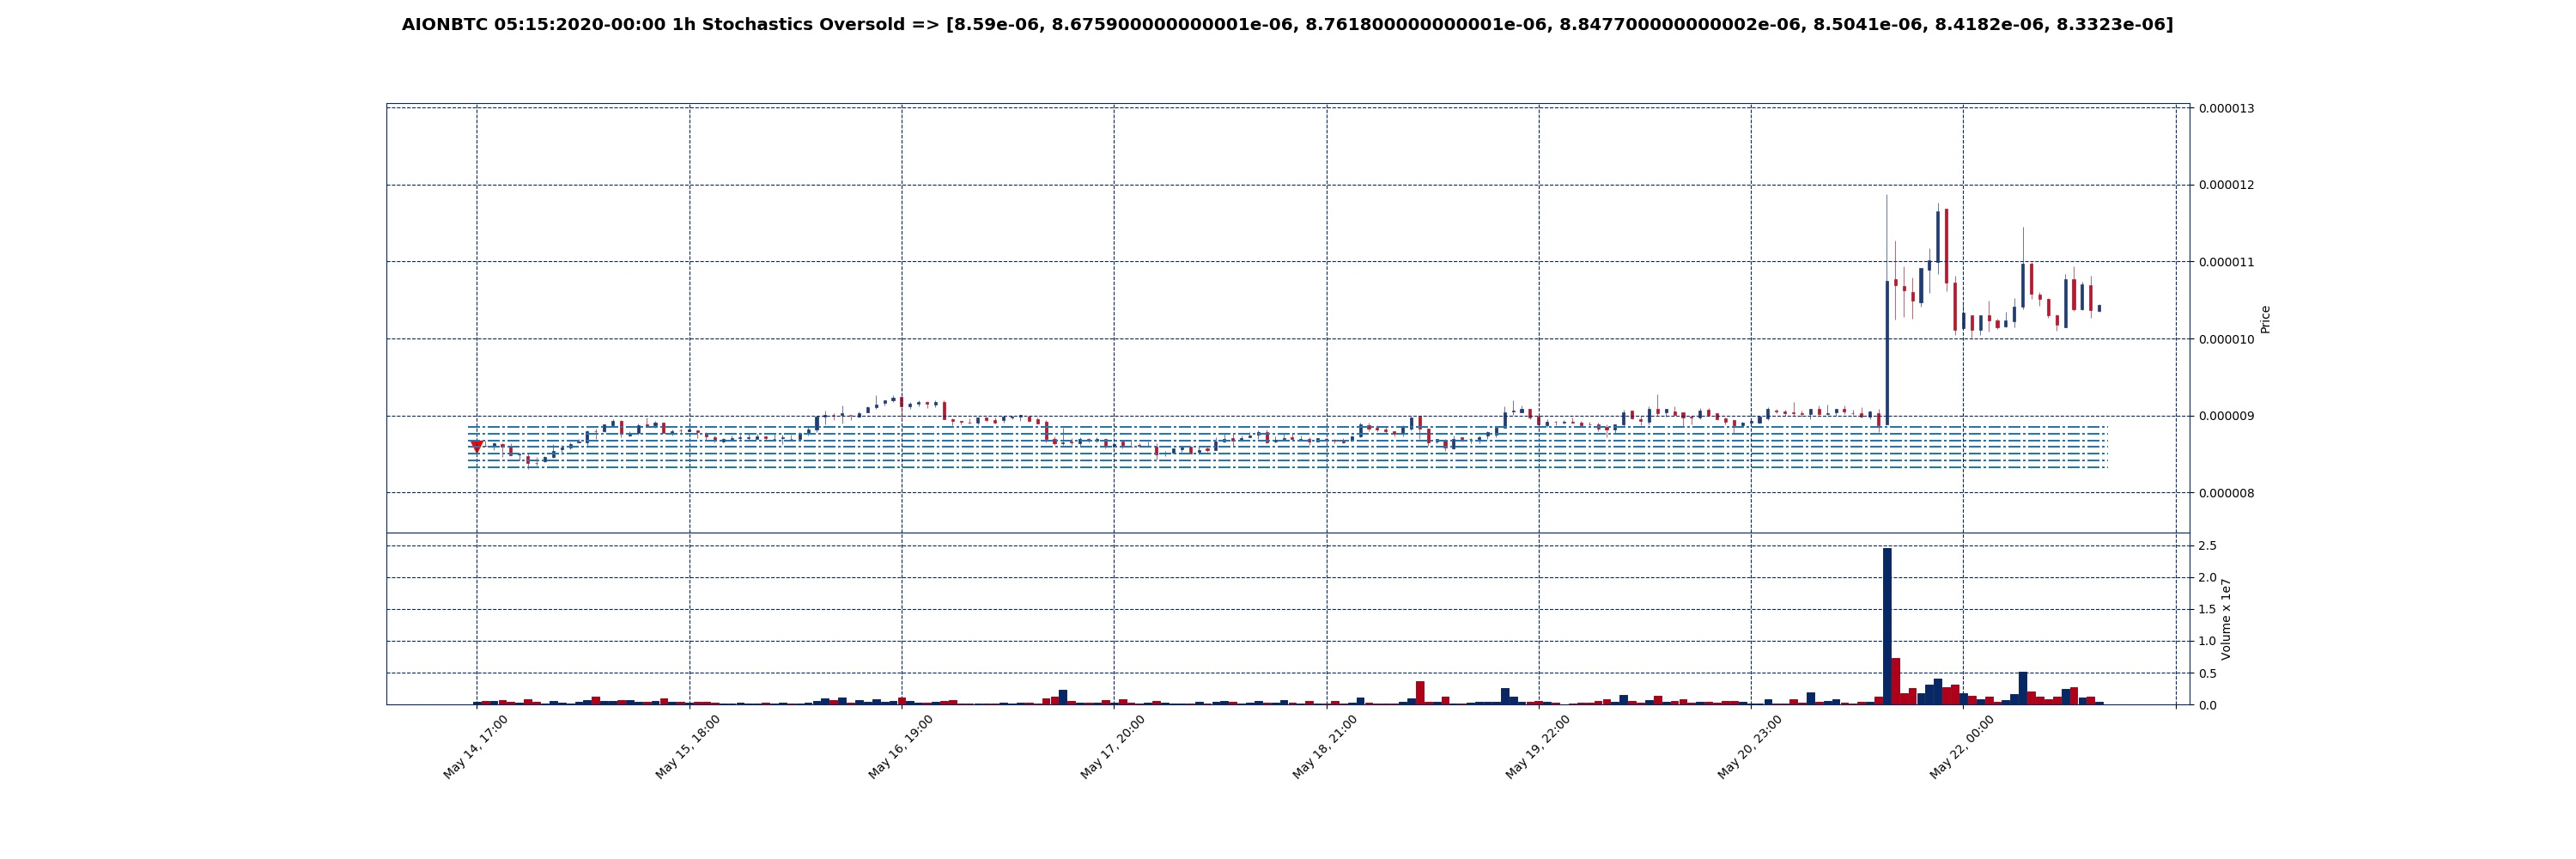 AIONBTC 05:15:2020-00:00 1h Stochastics Oversold => [8.59e-06, 8.675900000000001e-06, 8.761800000000001e-06, 8.847700000000002e-06, 8.5041e-06, 8.4182e-06, 8.3323e-06]
0.000013
0.000012
0.000011
0.000010
0.000009
0.000008
Price
2.5
2.0
1.5
1.0
0.5
0.0
Volume x 1e7
May 14, 17:00
May 15, 18:00
May 16, 19:00
May 17, 20:00
May 18, 21:00
May 19, 22:00
May 20, 23:00
May 22, 00:00